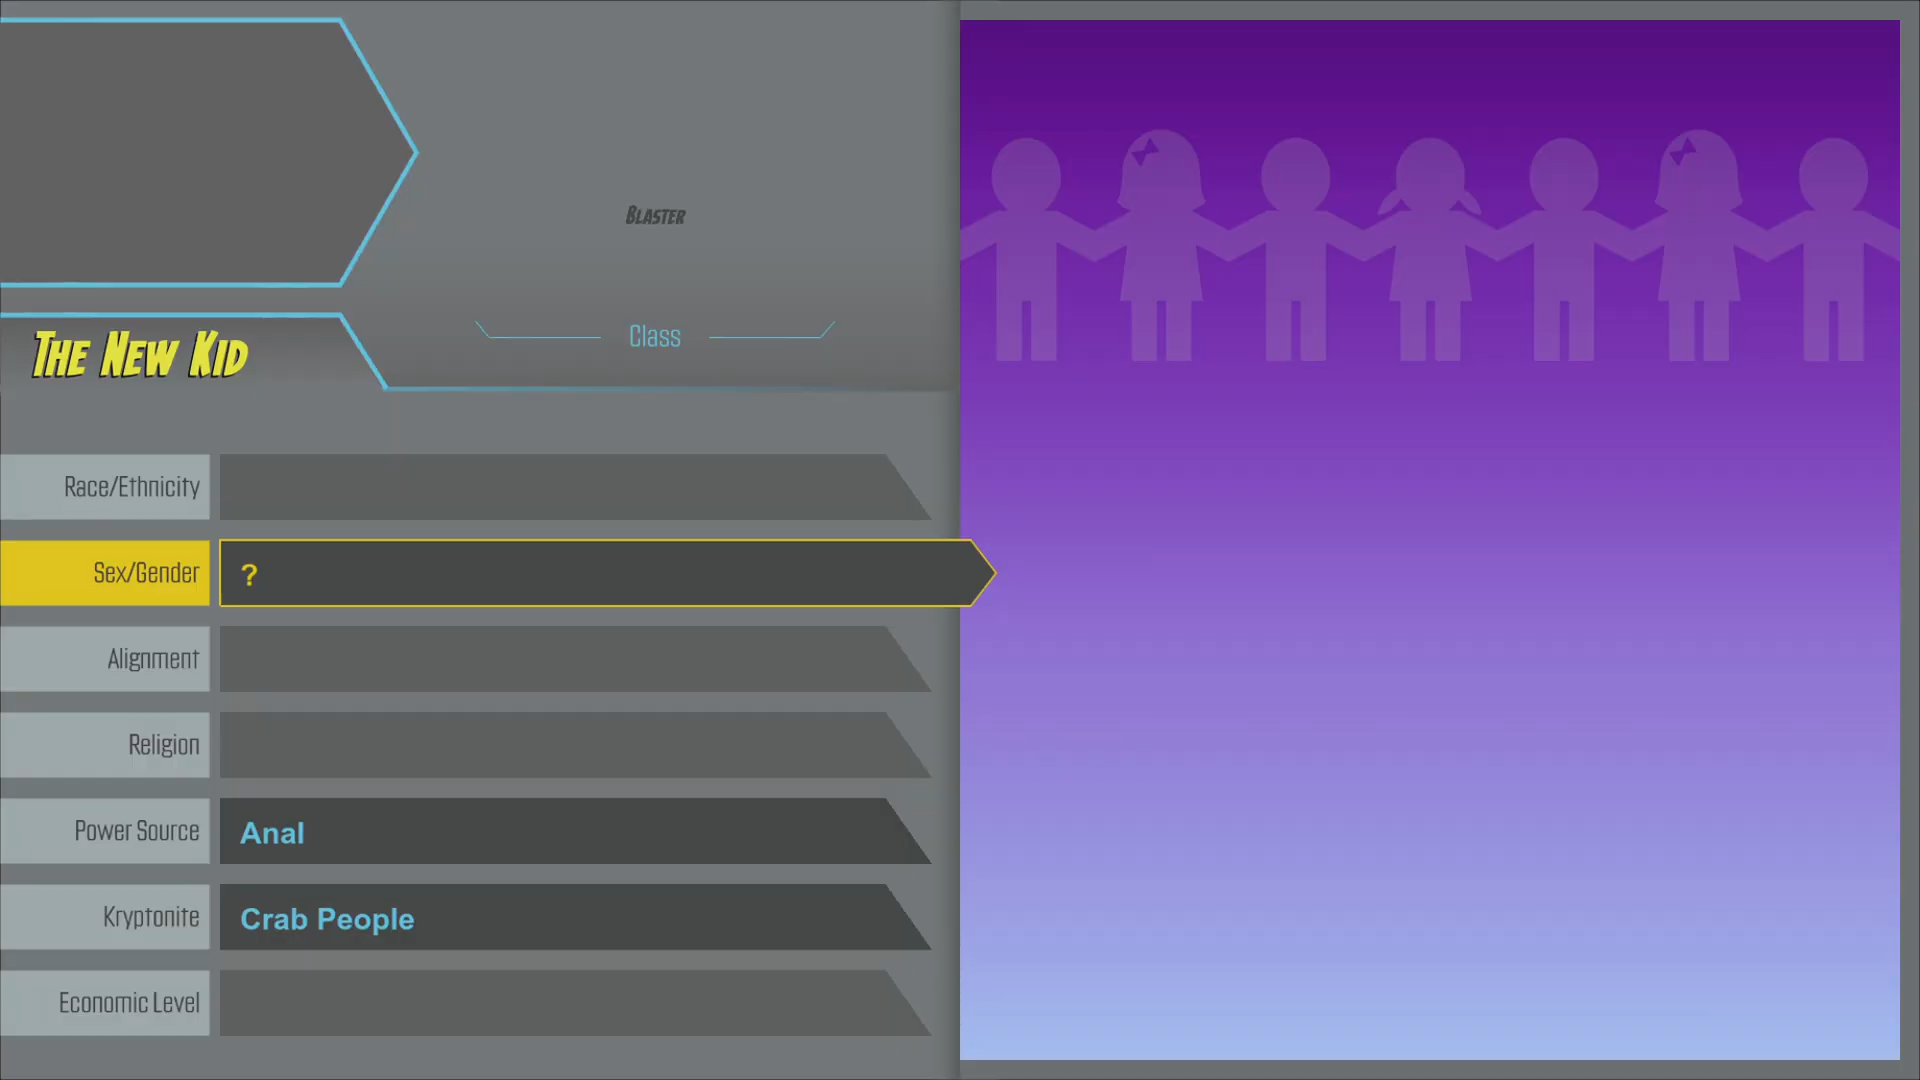 Blaster
Class
The New Kid
Race/Ethnicity
Sex/Gender
?
Alignment
Religion
Power Source
Anal
Kryptonite
Crab People
Economic Level